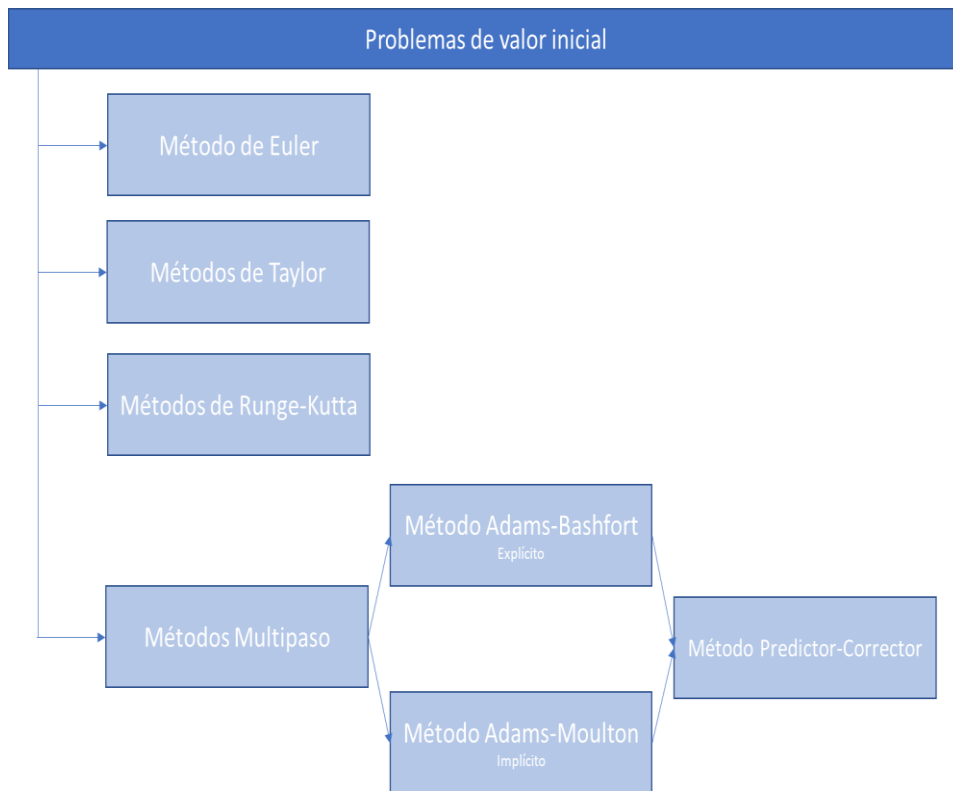 Problemas de valor inicial
Método de Euler
Métodos de Taylor
Métodos de Runge-Kutta
Método Adams-Bashfort
Explícito
Métodos Multipaso
Método Predictor-Corrector
Método Adams-Moulton
Implícito